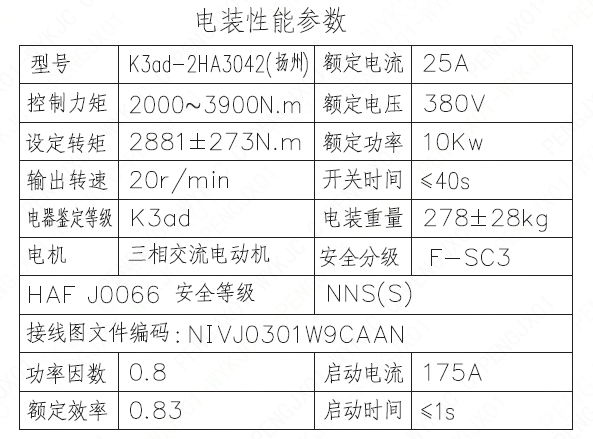 电装性能参数
型号 K3ad-2HA3042(扬州) 额定电流 25A
控制力矩 2000~3900N.m 额定电压 380V
设定转矩 2881±273N.m 额定功率 10Kw
输出转速 20r/min 开关时间 ≤40s
电器鉴定等级 K3ad 电装重量 278±28kg
电机 三相交流电动机 安全分级 F-SC3
HAF J0066 安全等级 NNS(S)
接线图文件编码:NIVJ0301W9CAAN
功率因数 0.8 启动电流 175A
额定效率 0.83 启动时间 ≤1s